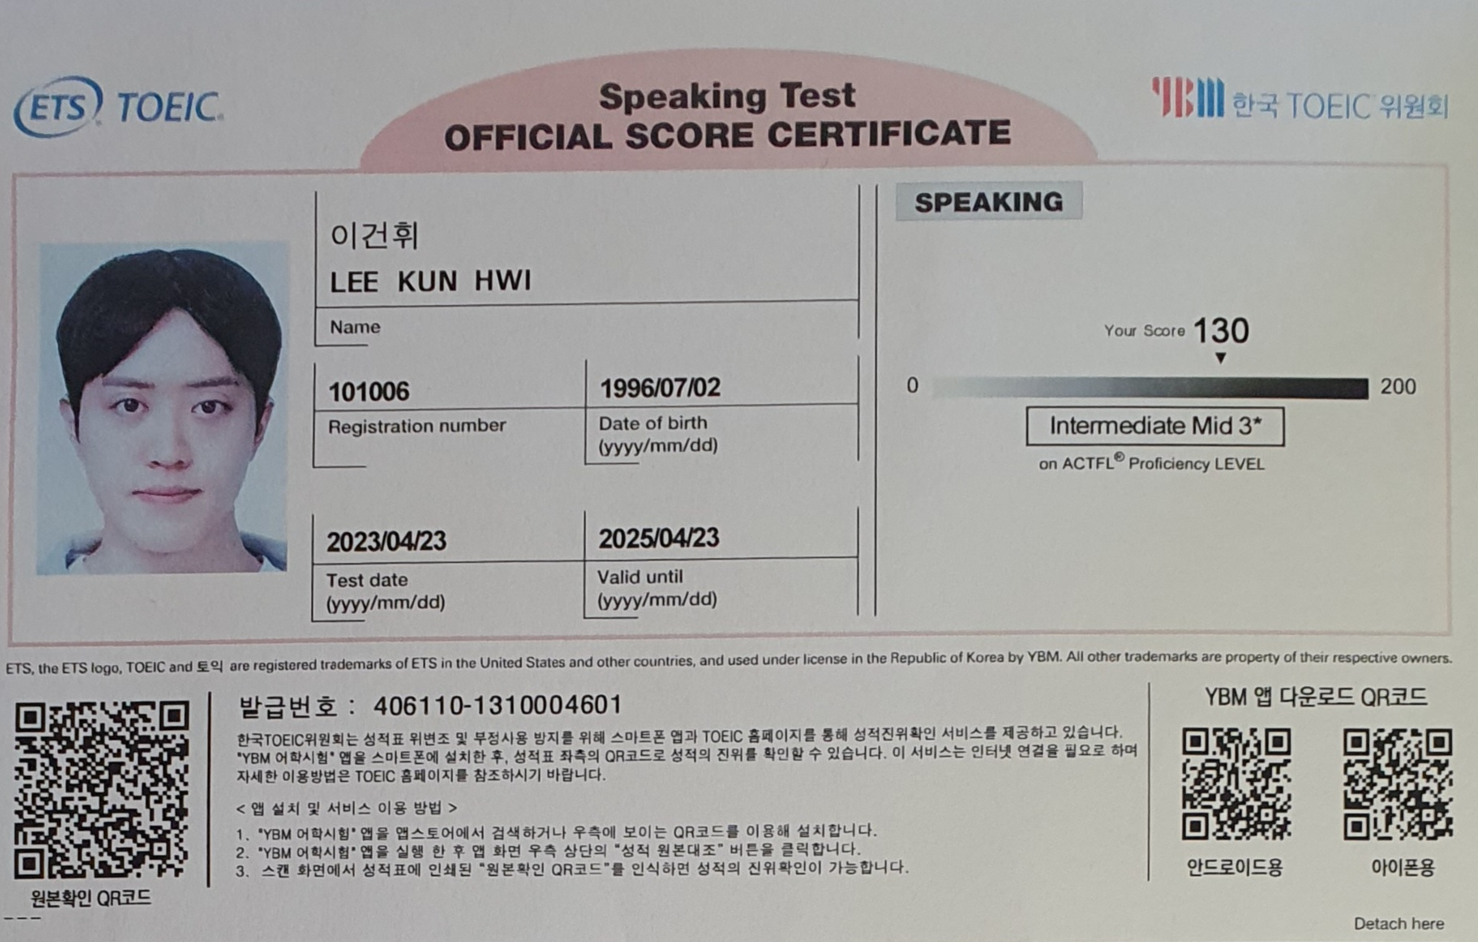 ETS TOEIC
Speaking Test
OFFICIAL SCORE CERTIFICATE
YBM 한국 TOEIC 위원회
이건휘
LEE KUN HWI
Name
101006
Registration number
1996/07/02
Date of birth
(yyyy/mm/dd)
2023/04/23
Test date
(yyyy/mm/dd)
2025/04/23
Valid until
(yyyy/mm/dd)
SPEAKING
Your Score 130
0
200
Intermediate Mid 3*
on ACTFL® Proficiency LEVEL
ETS, the ETS logo, TOEIC and 토익 are registered trademarks of ETS in the United States and other countries, and used under license in the Republic of Korea by YBM. All other trademarks are property of their respective owners.
원본확인 QR코드
발급번호 : 406110-1310004601
한국TOEIC위원회는 성적표 위변조 및 부정사용 방지를 위해 스마트폰 앱과 TOEIC 홈페이지를 통해 성적진위확인 서비스를 제공하고 있습니다.
"YBM 어학시험" 앱을 스마트폰에 설치한 후, 성적표 좌측의 QR코드로 성적의 진위를 확인할 수 있습니다. 이 서비스는 인터넷 연결을 필요로 하며
자세한 이용방법은 TOEIC 홈페이지를 참조하시기 바랍니다.
< 앱 설치 및 서비스 이용 방법 >
1. "YBM 어학시험" 앱을 앱스토어에서 검색하거나 우측에 보이는 QR코드를 이용해 설치합니다.
2. "YBM 어학시험" 앱을 실행 한 후 앱 화면 우측 상단의 "성적 원본대조" 버튼을 클릭합니다.
3. 스캔 화면에서 성적표에 인쇄된 "원본확인 QR코드"를 인식하면 성적의 진위확인이 가능합니다.
YBM 앱 다운로드 QR코드
안드로이드용
아이폰용
Detach here